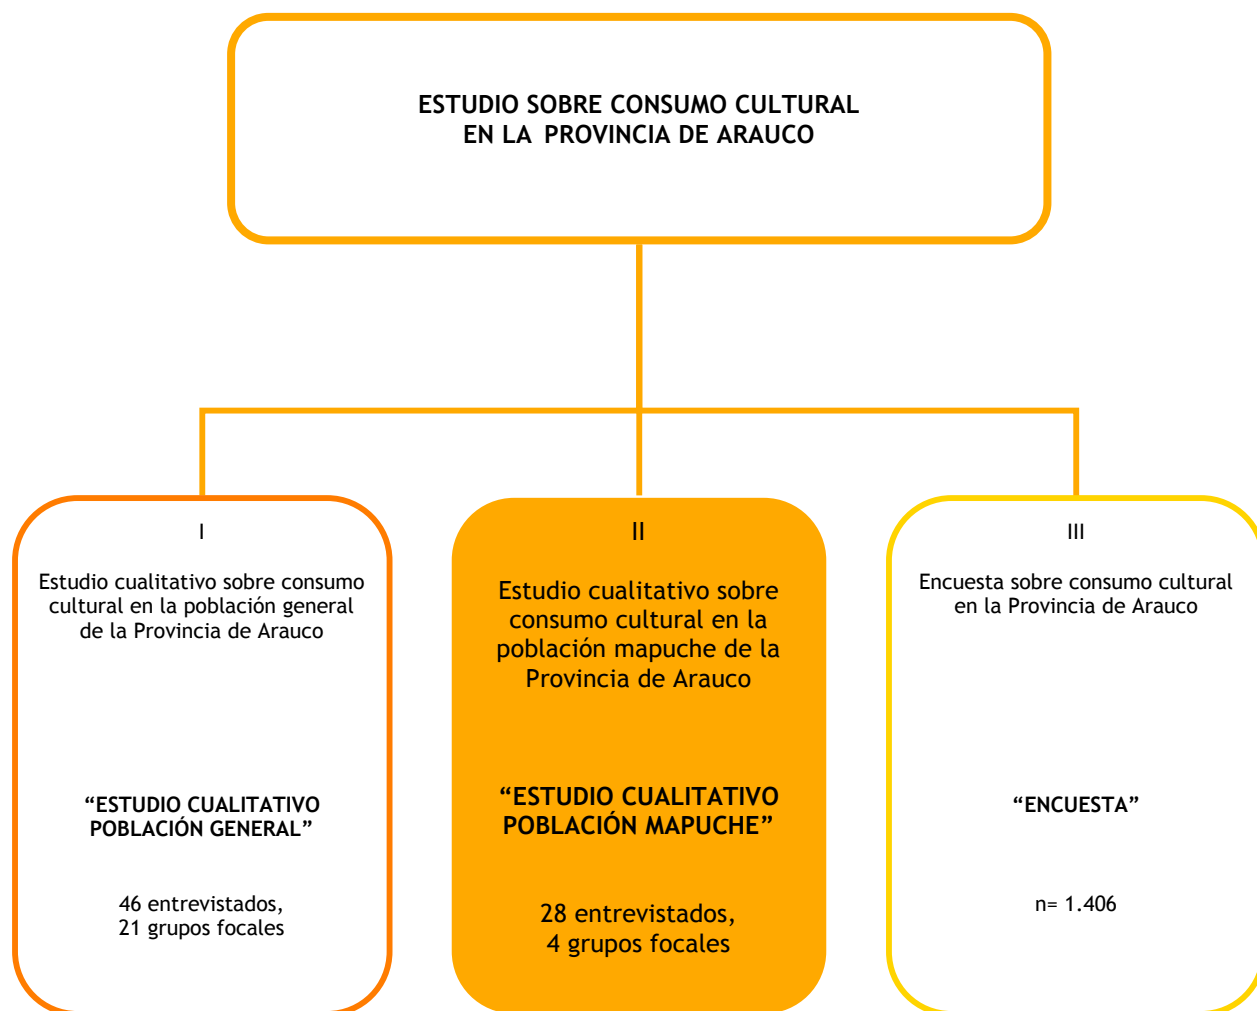 ESTUDIO SOBRE CONSUMO CULTURAL
EN LA PROVINCIA DE ARAUCO
I
Estudio cualitativo sobre consumo
cultural en la población general
de la Provincia de Arauco
“ESTUDIO CUALITATIVO
POBLACIÓN GENERAL”
46 entrevistados,
21 grupos focales
II
Estudio cualitativo sobre
consumo cultural en la
población mapuche de la
Provincia de Arauco
“ESTUDIO CUALITATIVO
POBLACIÓN MAPUCHE”
28 entrevistados,
4 grupos focales
III
Encuesta sobre consumo cultural
en la Provincia de Arauco
“ENCUESTA”
n= 1.406